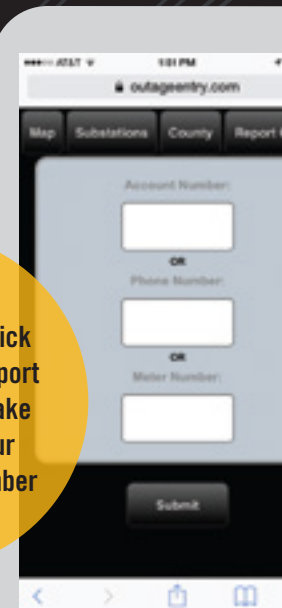 AT&T 1:01 PM
outageentry.com
Map Substations County Report
Account Number:
OR
Phone Number:
OR
Meter Number:
Submit
ick
port
ake
ur
ber